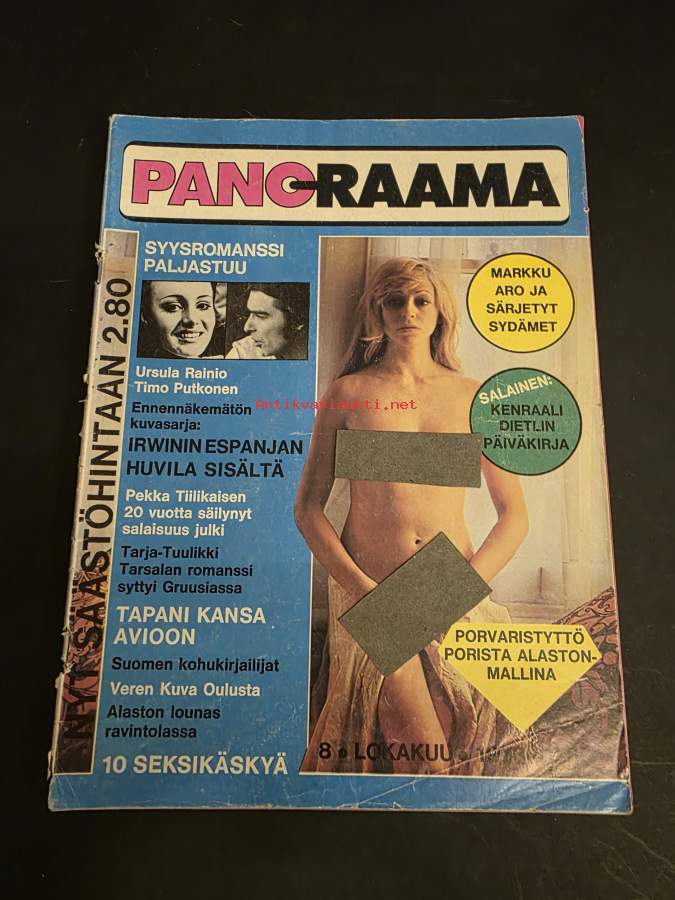 PANORAAMA
SYYSROMANSSI
PALJASTUU
Ursula Rainio
Timo Putkonen
Ennennäkemätön
kuvasarja:
IRWININ ESPANJAN
HUVILA SISÄLTÄ
Pekka Tiilikaisen
20 vuotta säilynyt
salaisuus julki
Tarja-Tuulikki
Tarsalan romanssi
syttyi Gruusiassa
TAPANI KANSA
AVIOON
Suomen kohukirjailijat
Veren Kuva Oulusta
Alaston lounas
ravintolassa
10 SEKSIKÄSKYÄ
NYT SÄÄSTÖHINTAAN 2.80
MARKKU
ARO JA
SÄRJETYT
SYDÄMET
SALAINEN:
KENRAALI
DIETLIN
PÄIVÄKIRJA
PORVARISTYTTÖ
PORISTA ALASTON-
MALLINA
8 • LOKAKUU •
Antikvariaatti.net